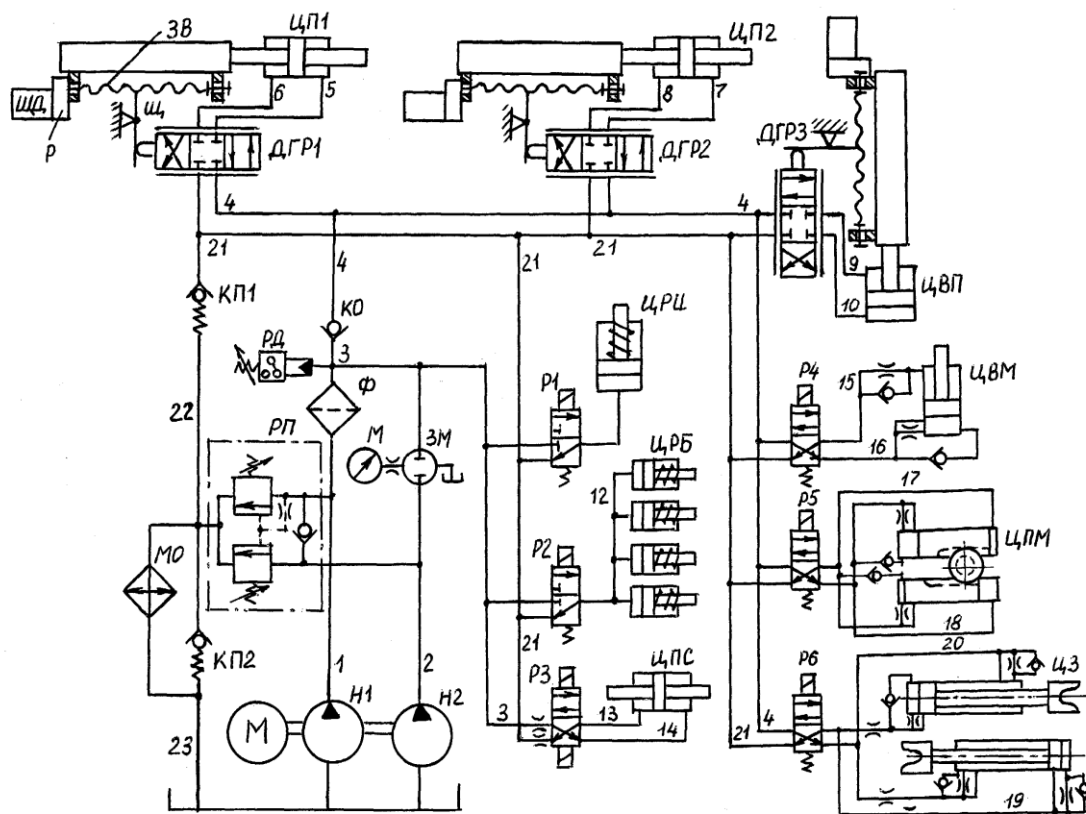 ЗВ
ЦП1
ЦП2
ШД
6
5
8
7
Р
Щ
ДГР1
ДГР2
ДГР3
4
4
21
4
21
21
9
10
ЦВП
КП1
КО
РД
3
ЦРЦ
Р1
Р4
15
ЦВМ
22
Ф
М
ЗМ
16
РП
ЦРБ
12
17
Р5
ЦПМ
МО
Р2
18
КП2
1
2
21
20
Р3
ЦПС
Р6
ЦЗ
Н1
Н2
М
3
13
14
4
21
23
19